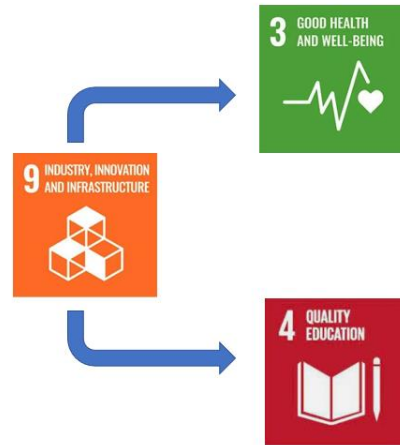 3 GOOD HEALTH
AND WELL-BEING
9 INDUSTRY, INNOVATION
AND INFRASTRUCTURE
4 QUALITY
EDUCATION